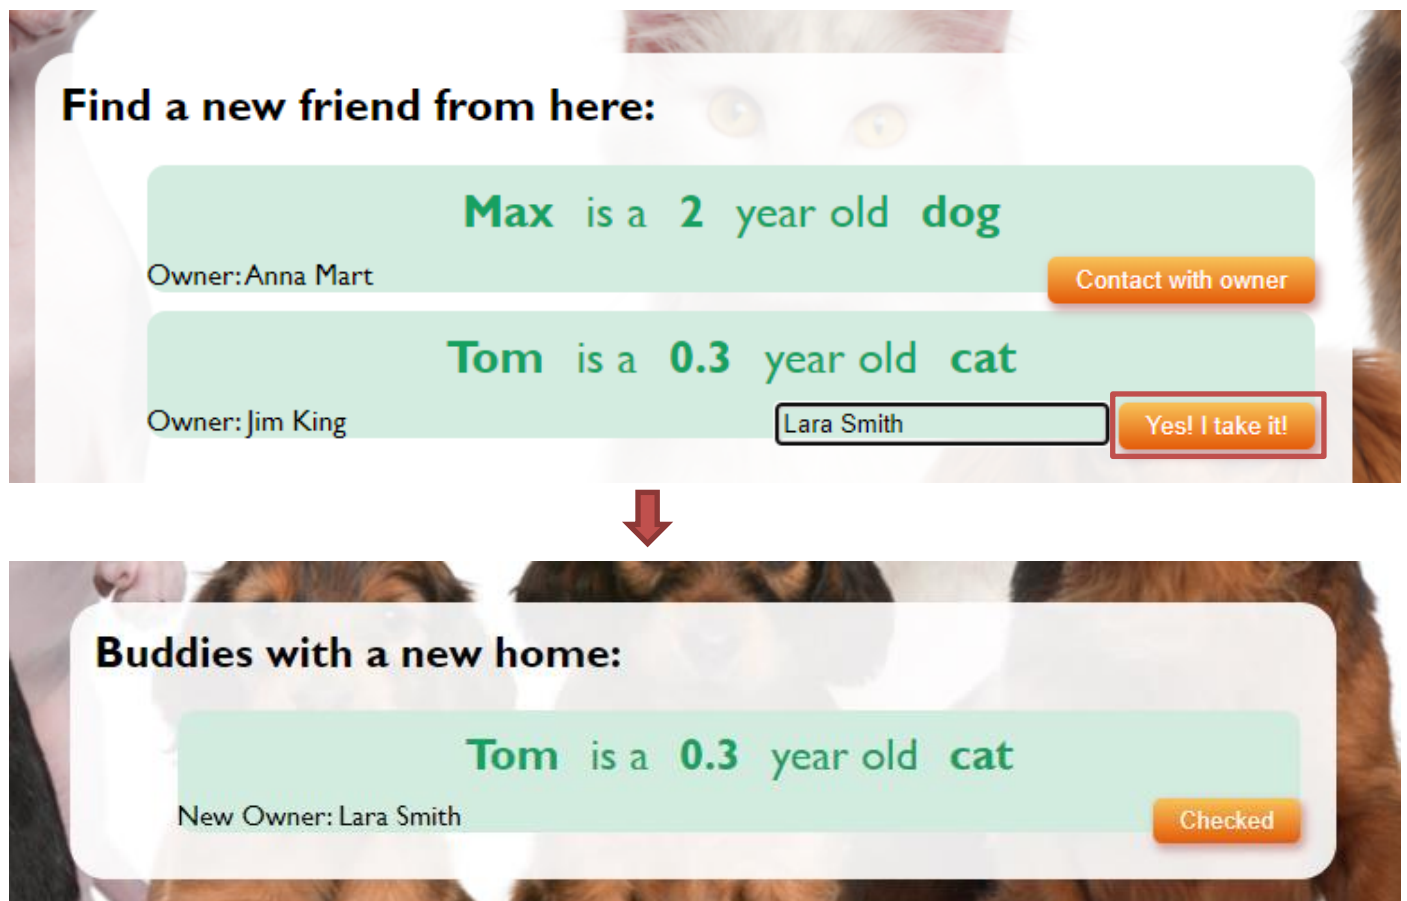 Find a new friend from here:
Max is a 2 year old dog
Owner: Anna Mart
Contact with owner
Tom is a 0.3 year old cat
Owner: Jim King
Lara Smith
Yes! I take it!
Buddies with a new home:
Tom is a 0.3 year old cat
New Owner: Lara Smith
Checked